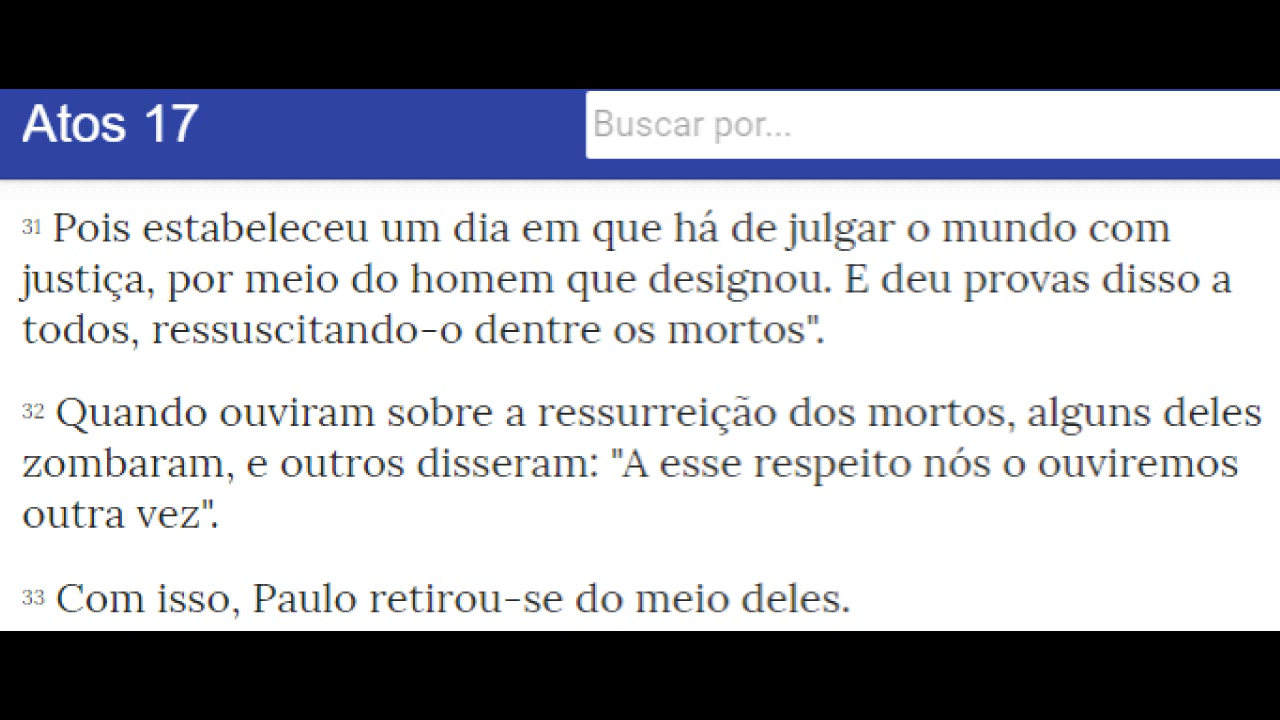 Atos 17
Buscar por...
31 Pois estabeleceu um dia em que há de julgar o mundo com
justiça, por meio do homem que designou. E deu provas disso a
todos, ressuscitando-o dentre os mortos".
32 Quando ouviram sobre a ressurreição dos mortos, alguns deles
zombaram, e outros disseram: "A esse respeito nós o ouviremos
outra vez".
33 Com isso, Paulo retirou-se do meio deles.